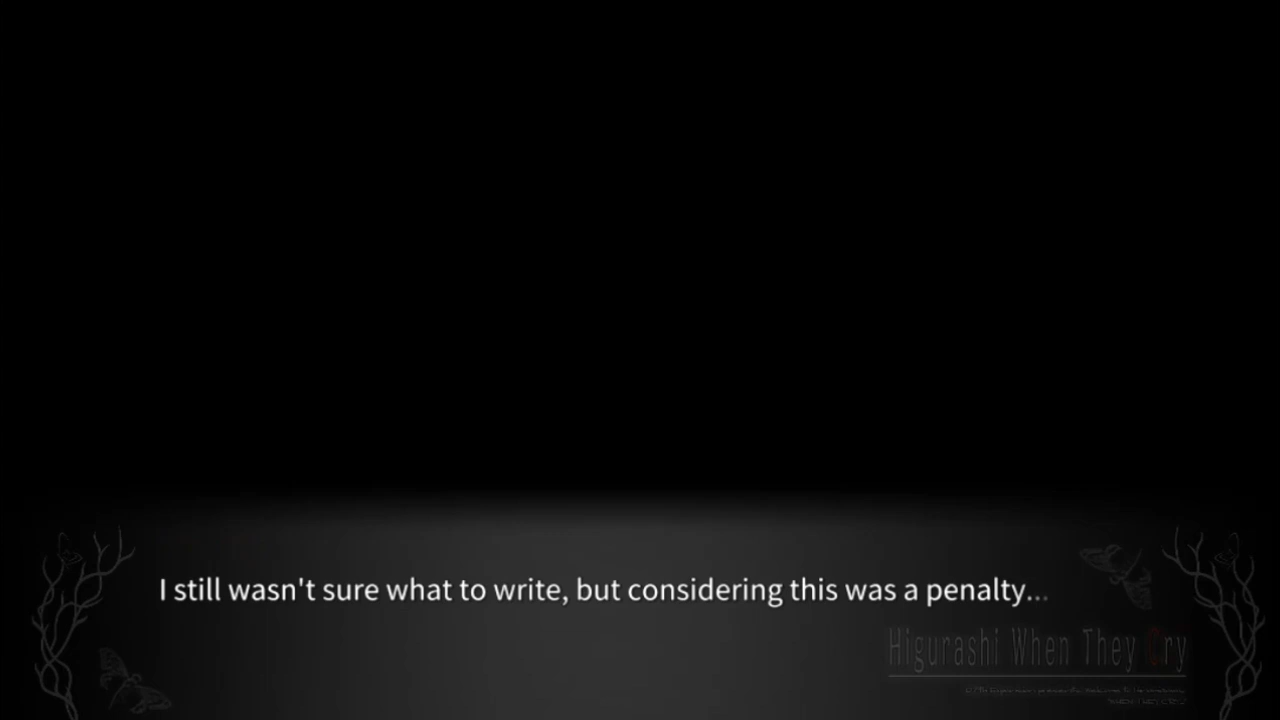 I still wasn't sure what to write, but considering this was a penalty...
Higurashi When They Cry